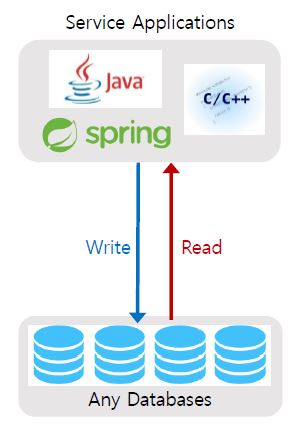 Service Applications
Java
C/C++
spring
Write
Read
Any Databases